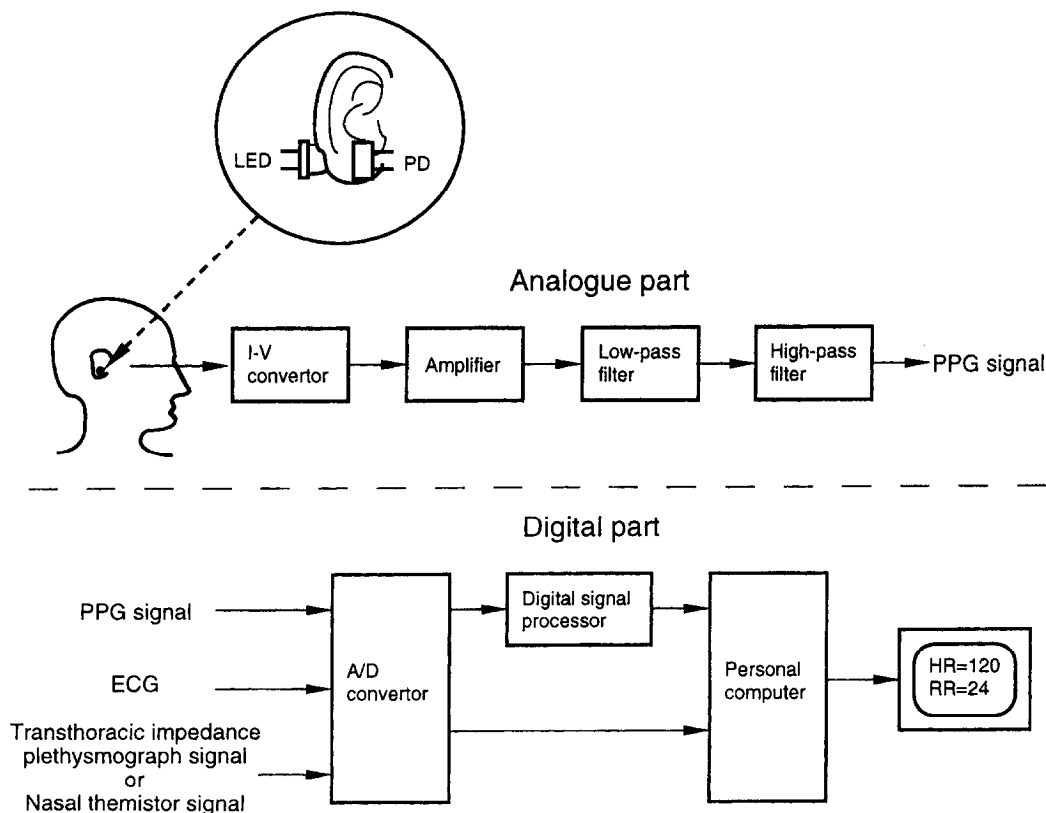 LED
PD
Analogue part
I-V
convertor
Amplifier
Low-pass
filter
High-pass
filter
PPG signal
Digital part
PPG signal
ECG
Transthoracic impedance
plethysmograph signal
or
Nasal themistor signal
A/D
convertor
Digital signal
processor
Personal
computer
HR=120
RR=24